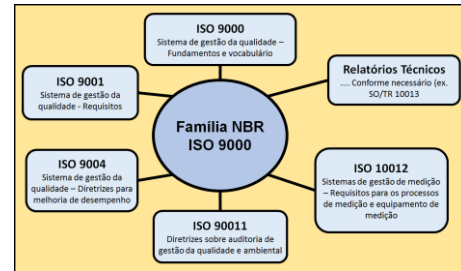 ISO 9000
Sistema de gestão da qualidade –
Fundamentos e vocabulário
ISO 9001
Sistema de gestão da
qualidade - Requisitos
Relatórios Técnicos
.... Conforme necessário (ex.
SO/TR 10013
Família NBR
ISO 9000
ISO 9004
Sistema de gestão da
qualidade – Diretrizes para
melhoria de desempenho
ISO 10012
Sistemas de gestão de medição
– Requisitos para os processos
de medição e equipamento de
medição
ISO 90011
Diretrizes sobre auditoria de
gestão da qualidade e ambiental